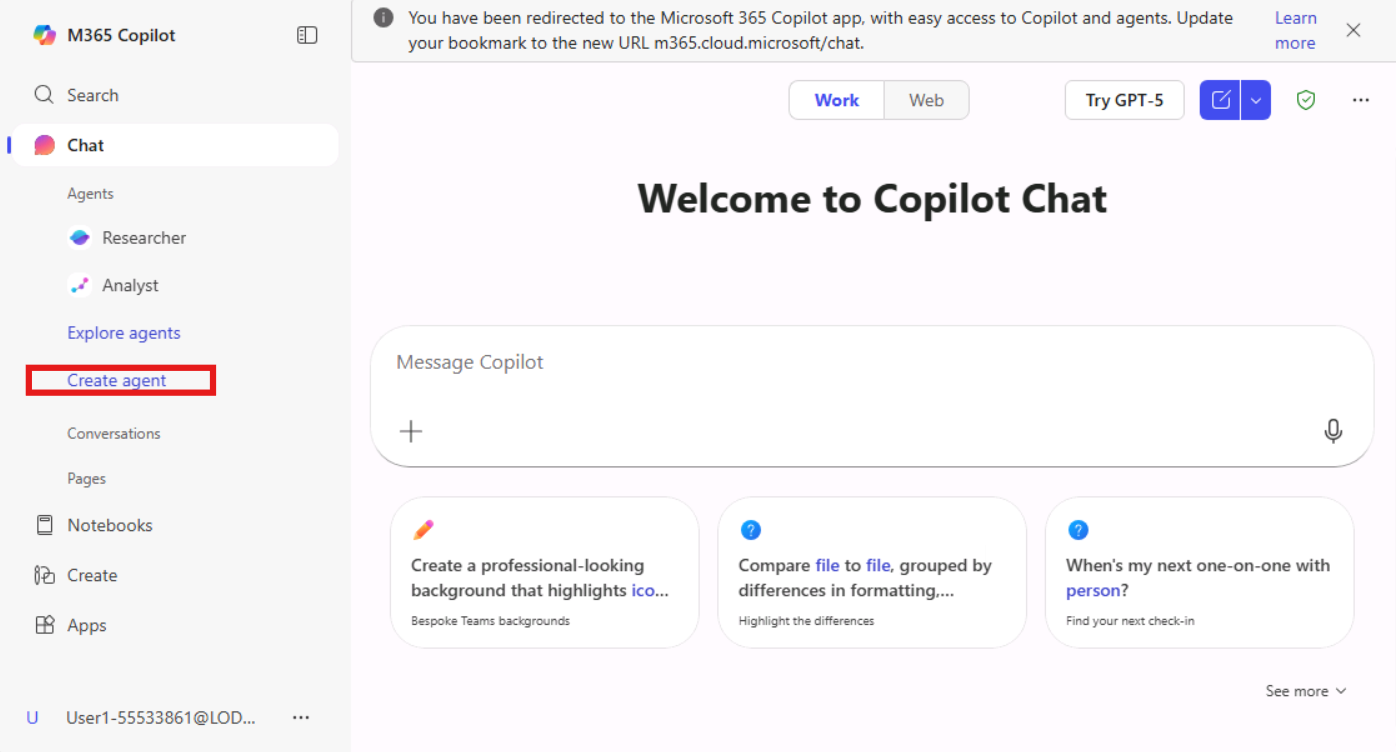 M365 Copilot
Search
Chat
Agents
Researcher
Analyst
Explore agents
Create agent
Conversations
Pages
Notebooks
Create
Apps
U User1-55533861@LOD...
You have been redirected to the Microsoft 365 Copilot app, with easy access to Copilot and agents. Update
your bookmark to the new URL m365.cloud.microsoft/chat.
Learn
more
Work Web Try GPT-5
Welcome to Copilot Chat
Message Copilot
Create a professional-looking
background that highlights ico...
Bespoke Teams backgrounds
Compare file to file, grouped by
differences in formatting,...
Highlight the differences
When's my next one-on-one with
person?
Find your next check-in
See more